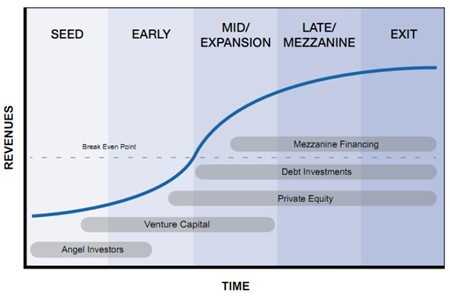 SEED
EARLY
MID/
EXPANSION
LATE/
MEZZANINE
EXIT
REVENUES
Break Even Point
Mezzanine Financing
Debt Investments
Private Equity
Venture Capital
Angel Investors
TIME